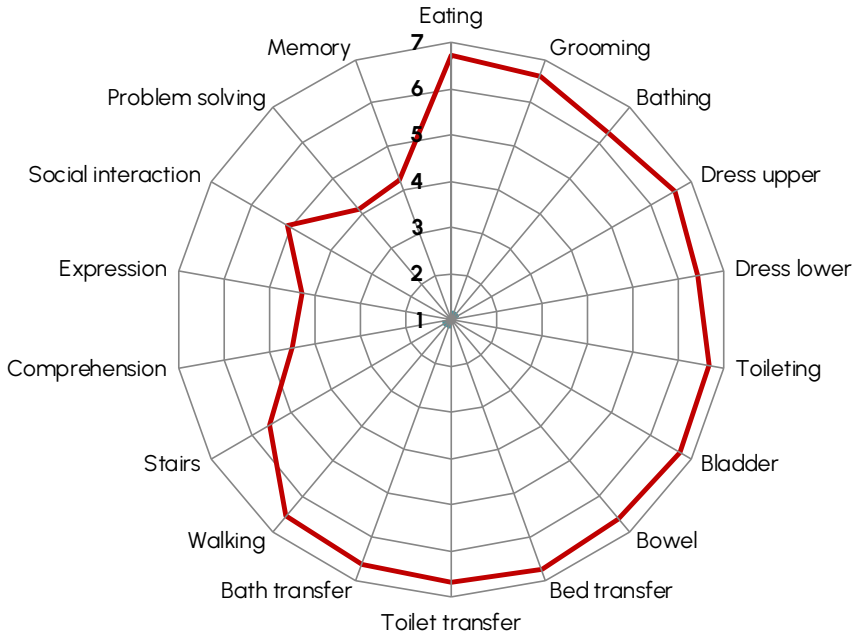 Eating
Grooming
Bathing
Dress upper
Dress lower
Toileting
Bladder
Bowel
Bed transfer
Toilet transfer
Bath transfer
Walking
Stairs
Comprehension
Expression
Social interaction
Problem solving
Memory
7
6
5
4
3
2
1